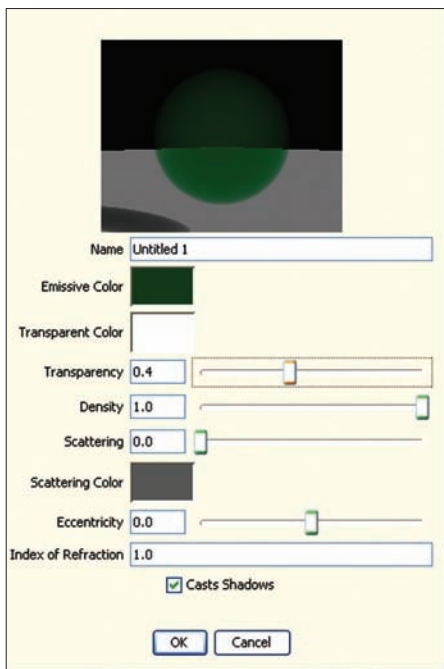 Name Untitled 1
Emissive Color
Transparent Color
Transparency 0.4
Density 1.0
Scattering 0.0
Scattering Color
Eccentricity 0.0
Index of Refraction 1.0
Casts Shadows
OK Cancel